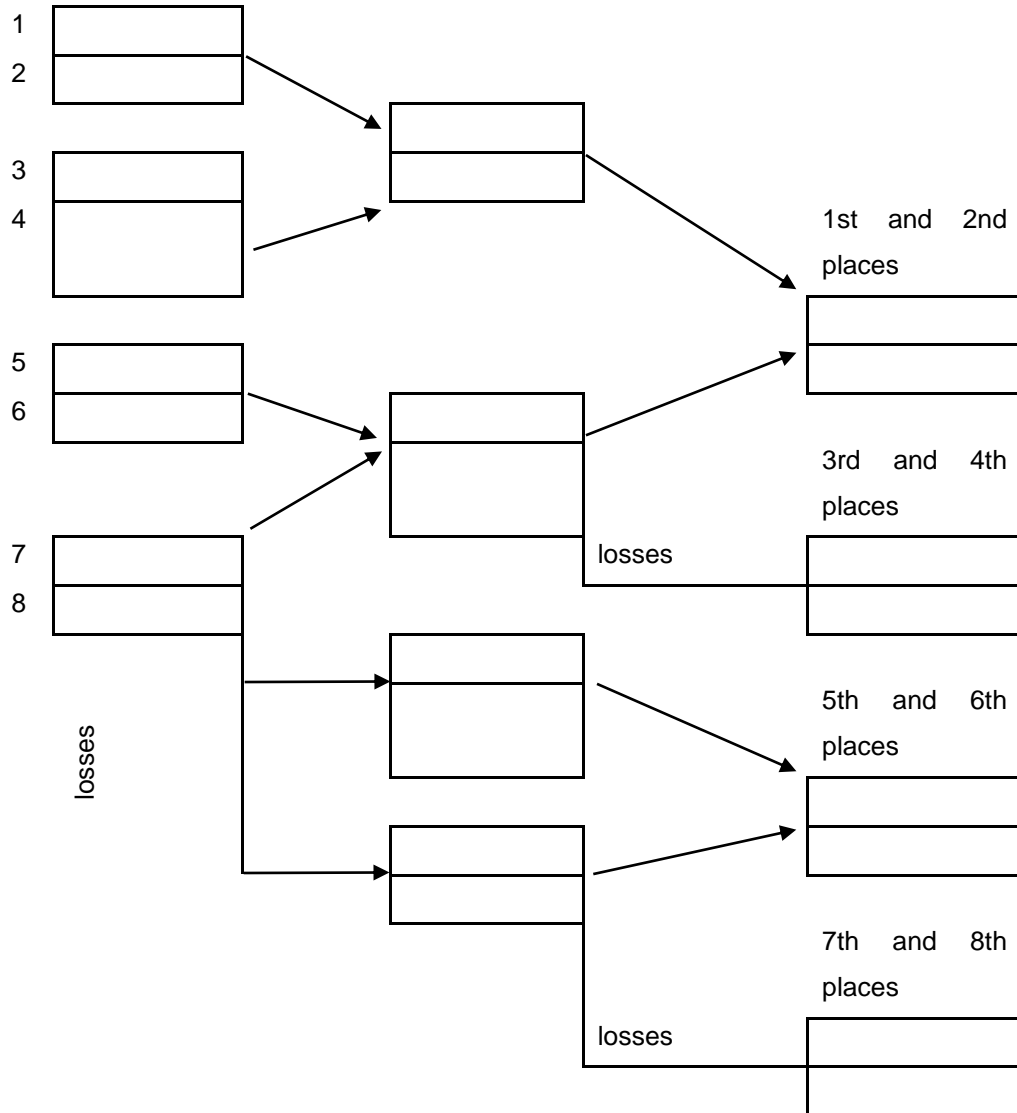 1
2
3
4
1st and 2nd
places
5
6
3rd and 4th
places
7
losses
8
5th and 6th
places
losses
7th and 8th
places
losses